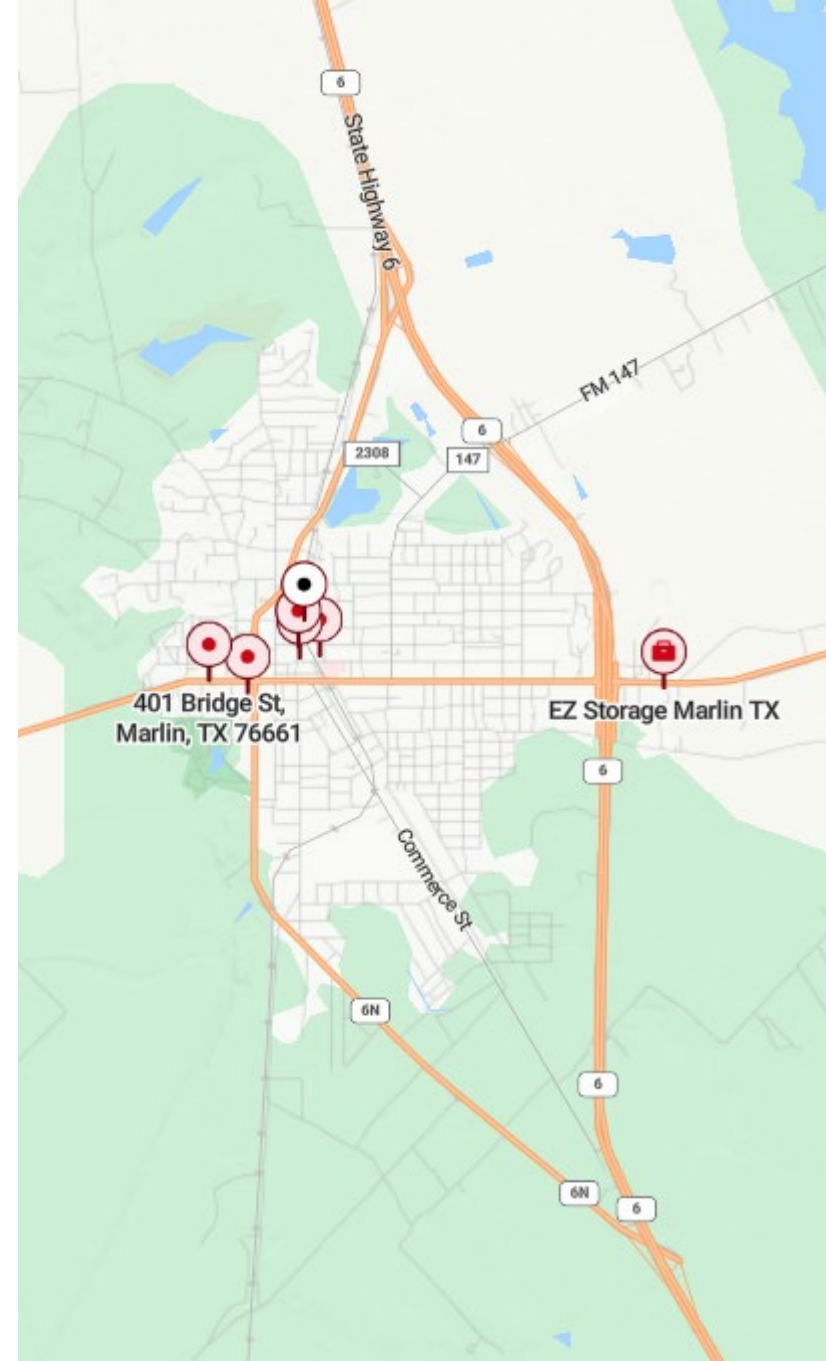 6
State Highway 6
FM 147
6
2308
147
401 Bridge St,
Marlin, TX 76661
EZ Storage Marlin TX
6
Commerce St
6N
6
6N
6